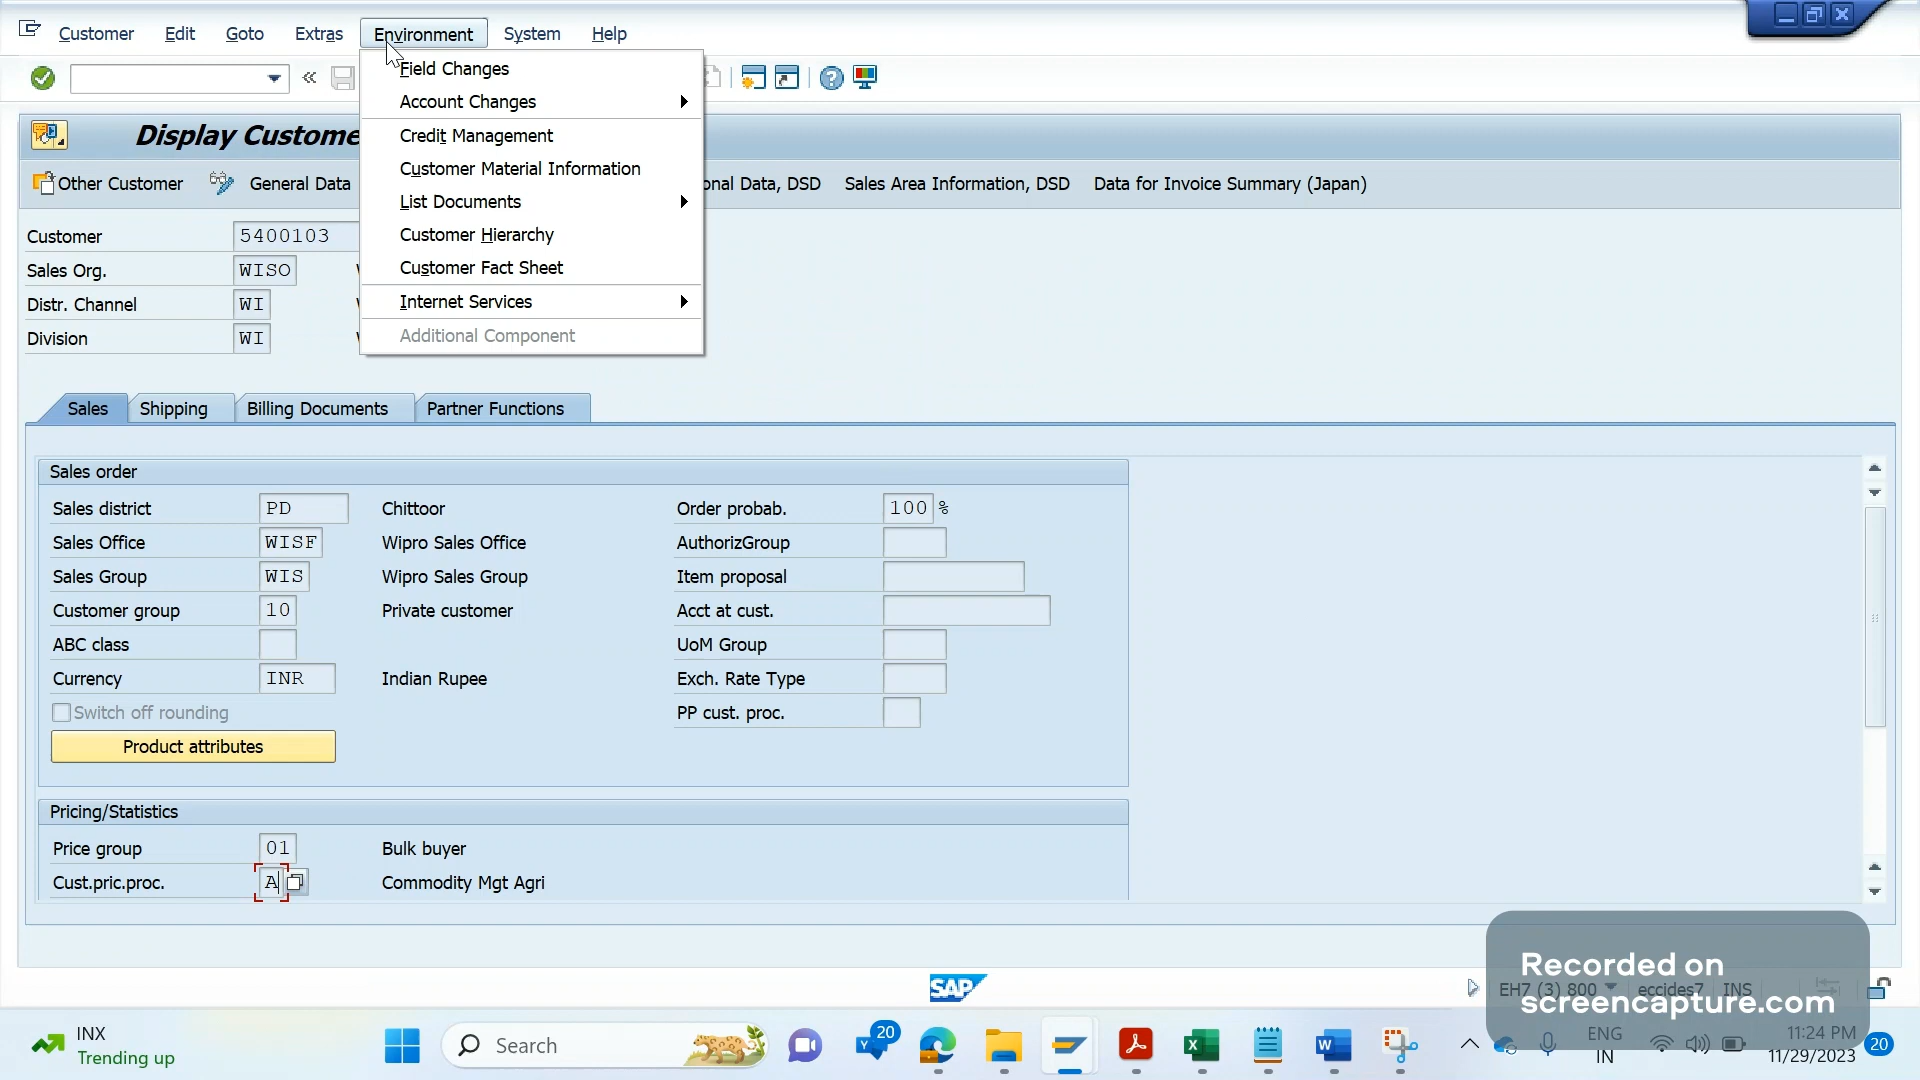 Customer Edit Goto Extras Environment System Help
Field Changes
Account Changes
Credit Management
Customer Material Information
List Documents
Customer Hierarchy
Customer Fact Sheet
Internet Services
Additional Component
Display Custome
Other Customer General Data onal Data, DSD Sales Area Information, DSD Data for Invoice Summary (Japan)
Customer 5400103
Sales Org. WISO
Distr. Channel WI
Division WI
Sales Shipping Billing Documents Partner Functions
Sales order
Sales district PD Chittoor Order probab. 100 %
Sales Office WISF Wipro Sales Office AuthorizGroup
Sales Group WIS Wipro Sales Group Item proposal
Customer group 10 Private customer Acct at cust.
ABC class UoM Group
Currency INR Indian Rupee Exch. Rate Type
Switch off rounding PP cust. proc.
Product attributes
Pricing/Statistics
Price group 01 Bulk buyer
Cust.pric.proc. A Commodity Mgt Agri
SAP
EH7 (3) 800 eccides7 INS
Recorded on
screencapture.com
INX
Trending up
Search
20
ENG
IN
11:24 PM
11/29/2023
20